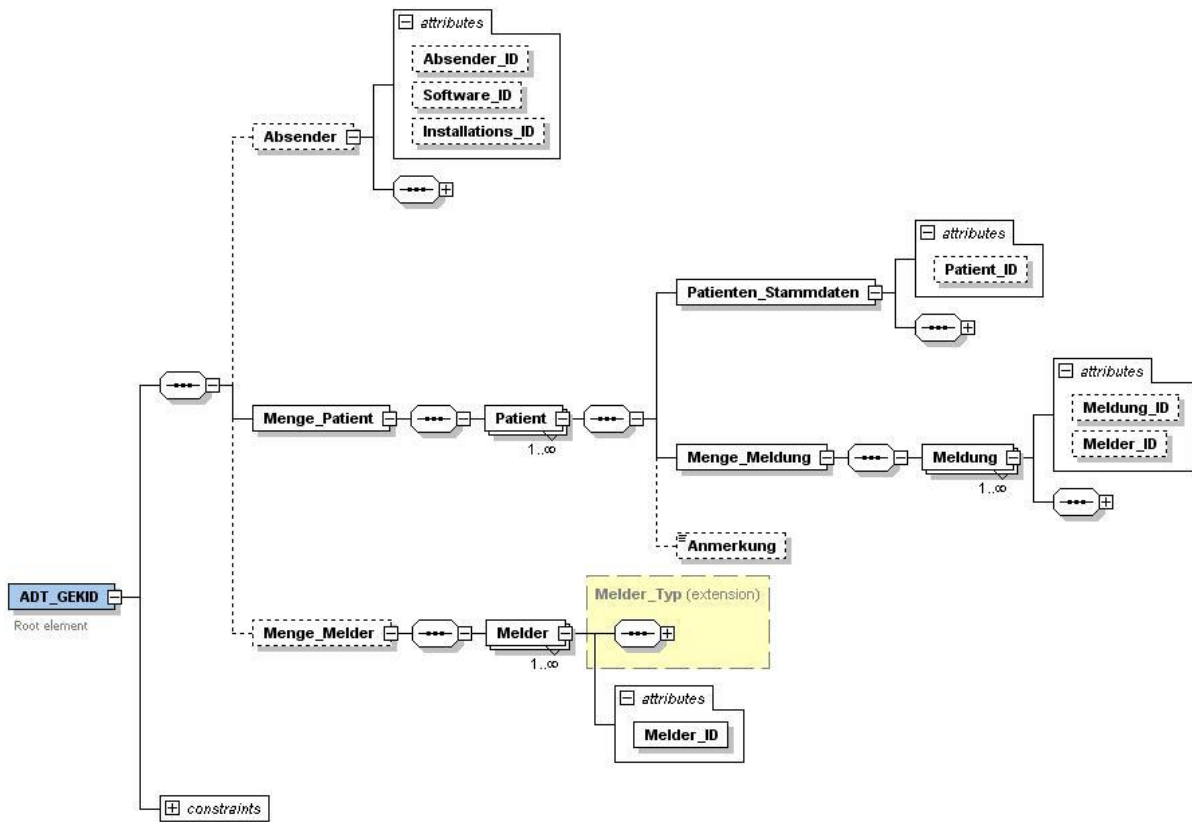 attributes
Absender_ID
Software_ID
Installations_ID
Absender
attributes
Patient_ID
Patienten_Stammdaten
attributes
Meldung_ID
Melder_ID
Menge_Patient
Patient
1..∞
Menge_Meldung
Meldung
1..∞
Anmerkung
ADT_GEKID
Root element
Melder_Typ (extension)
Menge_Melder
Melder
1..∞
attributes
Melder_ID
constraints